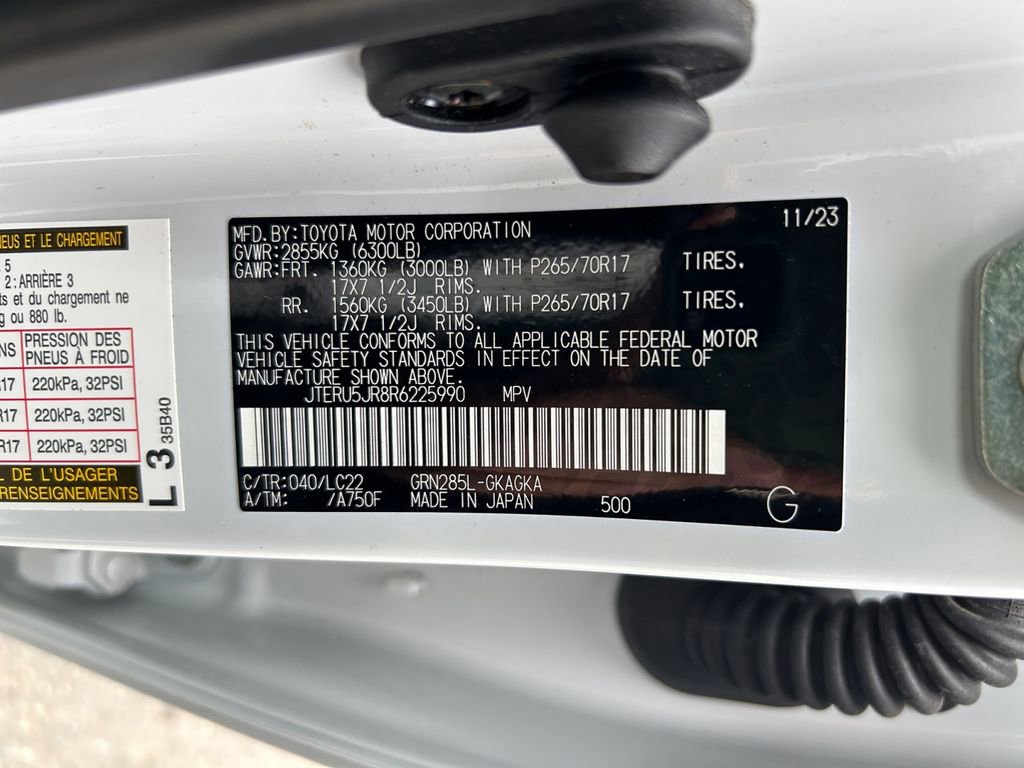 NEUS ET LE CHARGEMENT
5
2 : ARRIÈRE 3
ts et du chargement ne
g ou 880 lb.
NS PRESSION DES
PNEUS À FROID
R17 220kPa, 32PSI
R17 220kPa, 32PSI
R17 220kPa, 32PSI
L DE L'USAGER
RENSEIGNEMENTS
L 3 35B40
11/23
MFD.BY:TOYOTA MOTOR CORPORATION
GVWR:2855KG (6300LB)
GAWR:FRT. 1360KG (3000LB) WITH P265/70R17 TIRES.
17X7 1/2J RIMS.
RR. 1560KG (3450LB) WITH P265/70R17 TIRES.
17X7 1/2J RIMS.
THIS VEHICLE CONFORMS TO ALL APPLICABLE FEDERAL MOTOR
VEHICLE SAFETY STANDARDS IN EFFECT ON THE DATE OF
MANUFACTURE SHOWN ABOVE.
JTERU5JR8R6225990 MPV
C/TR:040/LC22 GRN285L-GKAGKA
A/TM: /A750F MADE IN JAPAN 500
G